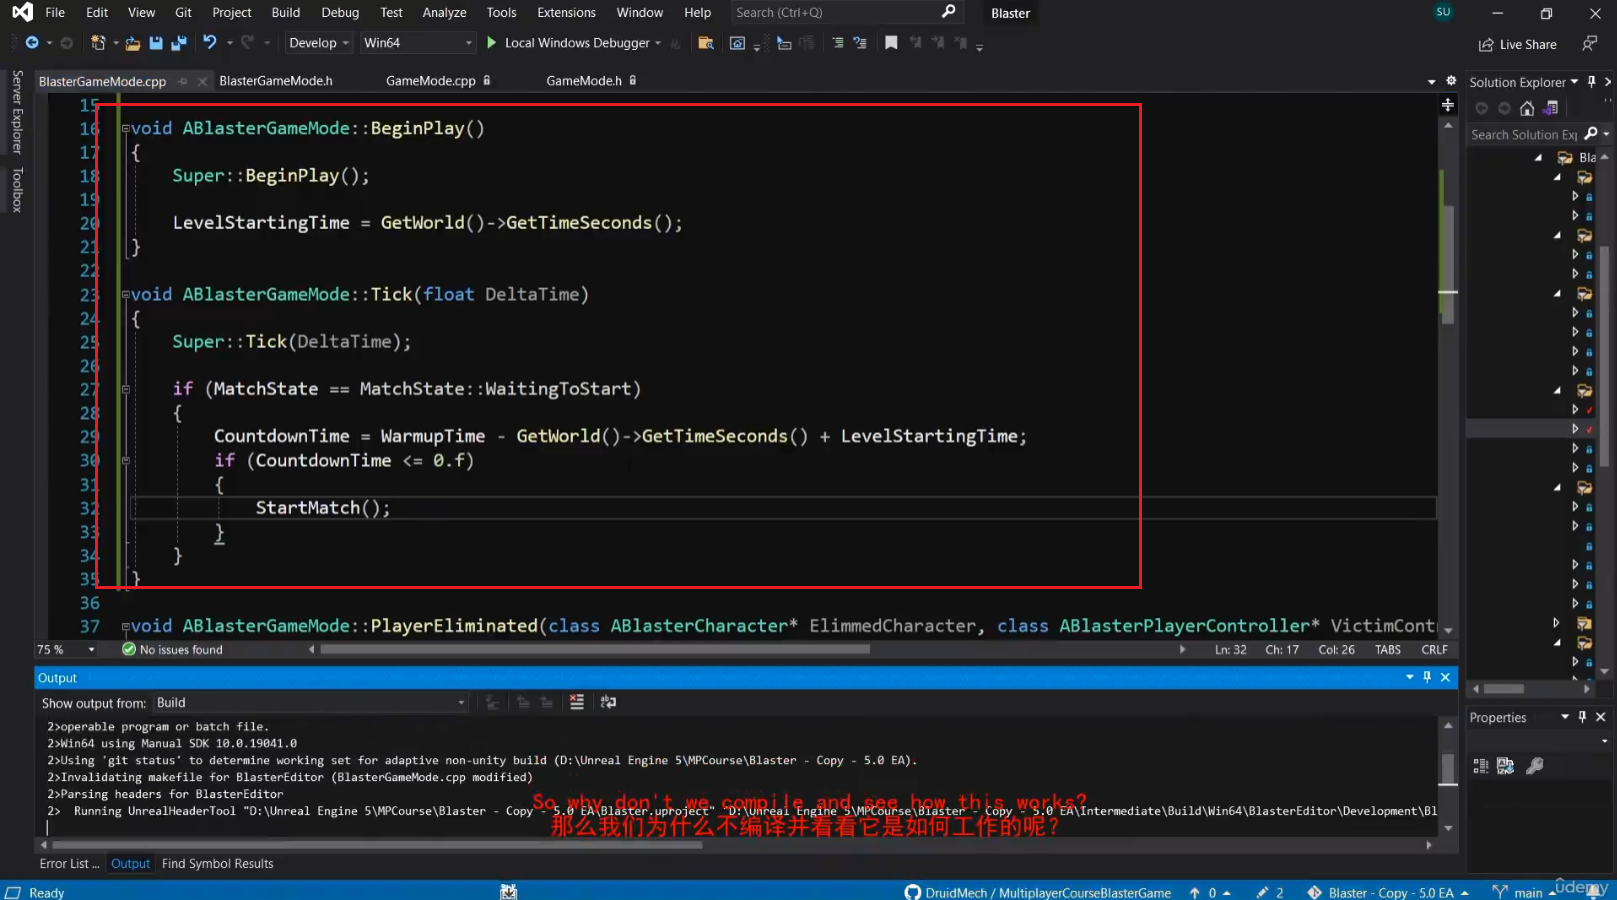 File Edit View Git Project Build Debug Test Analyze Tools Extensions Window Help Search (Ctrl+Q) Blaster SU
Develop Win64 Local Windows Debugger Live Share
Server Explorer
Toolbox
BlasterGameMode.cpp BlasterGameMode.h GameMode.cpp GameMode.h
15
16 void ABlasterGameMode::BeginPlay()
17 {
18 Super::BeginPlay();
19
20 LevelStartingTime = GetWorld()->GetTimeSeconds();
21 }
23 void ABlasterGameMode::Tick(float DeltaTime)
24 {
25 Super::Tick(DeltaTime);
26
27 if (MatchState == MatchState::WaitingToStart)
28 {
29 CountdownTime = WarmupTime - GetWorld()->GetTimeSeconds() + LevelStartingTime;
30 if (CountdownTime <= 0.f)
31 {
32 StartMatch();
33 }
34 }
35 }
36
37 void ABlasterGameMode::PlayerEliminated(class ABlasterCharacter* ElimmedCharacter, class ABlasterPlayerController* VictimContr
75 % No issues found Ln: 32 Ch: 17 Col: 26 TABS CRLF
Output
Show output from: Build
2>operable program or batch file.
2>Win64 using Manual SDK 10.0.19041.0
2>Using 'git status' to determine working set for adaptive non-unity build (D:\Unreal Engine 5\MPCourse\Blaster - Copy - 5.0 EA).
2>Invalidating makefile for BlasterEditor (BlasterGameMode.cpp modified)
2>Parsing headers for BlasterEditor
2> Running UnrealHeaderTool "D:\Unreal Engine 5\MPCourse\Blaster - Copy - 5.0 EA\Blaster.uproject" "D:\Unreal Engine 5\MPCourse\Blaster - Copy - 5.0 EA\Intermediate\Build\Win64\BlasterEditor\Development\Bl
So why don't we compile and see how this works?
那么我们为什么不编译并看看它是如何工作的呢？
Error List ... Output Find Symbol Results
Solution Explorer
Search Solution Exp
Bla
Properties
Ready DruidMech / MultiplayerCourseBlasterGame 0 2 Blaster - Copy - 5.0 EA main
ûdemy